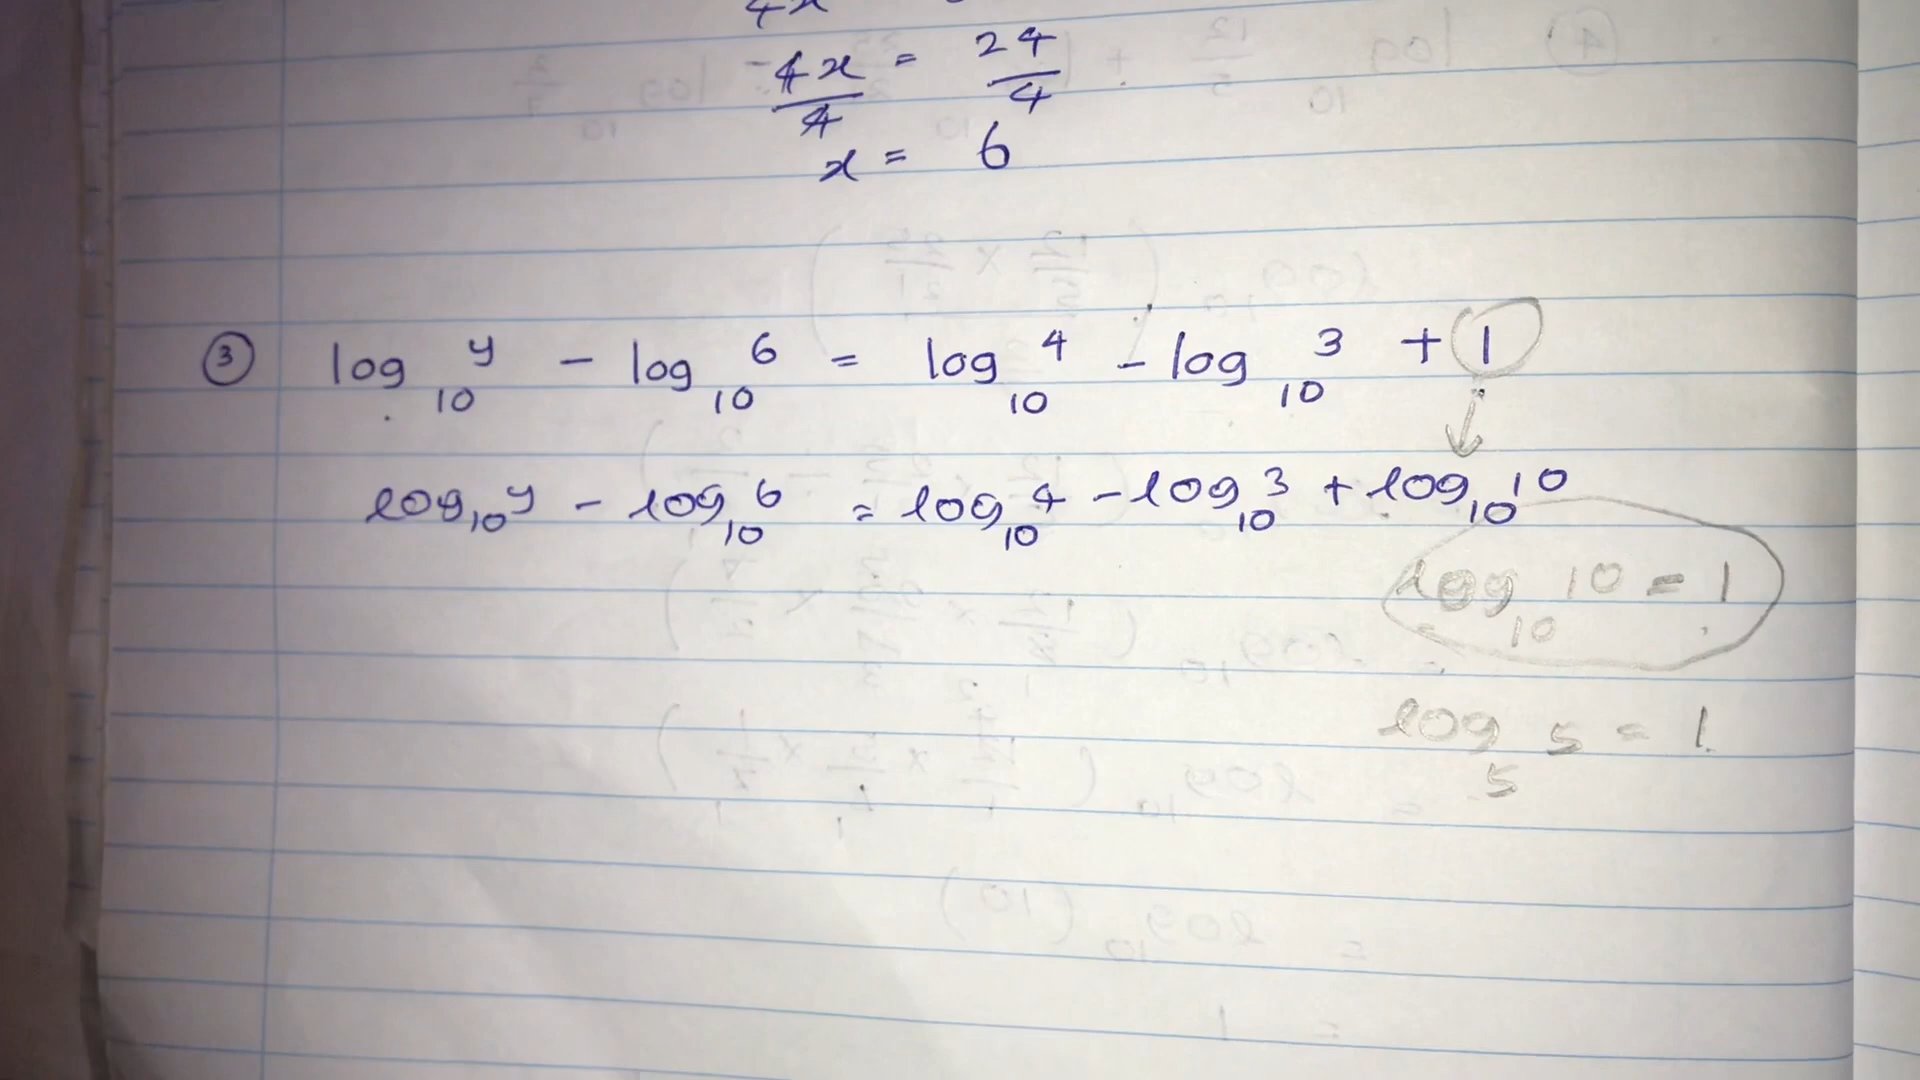 4x
4x/4 = 24/4
x = 6
③ log₁₀ y − log₁₀ 6 = log₁₀ 4 − log₁₀ 3 + 1
log₁₀ y − log₁₀ 6 = log₁₀ 4 − log₁₀ 3 + log₁₀ 10
log₁₀ 10 = 1
log₅ 5 = 1